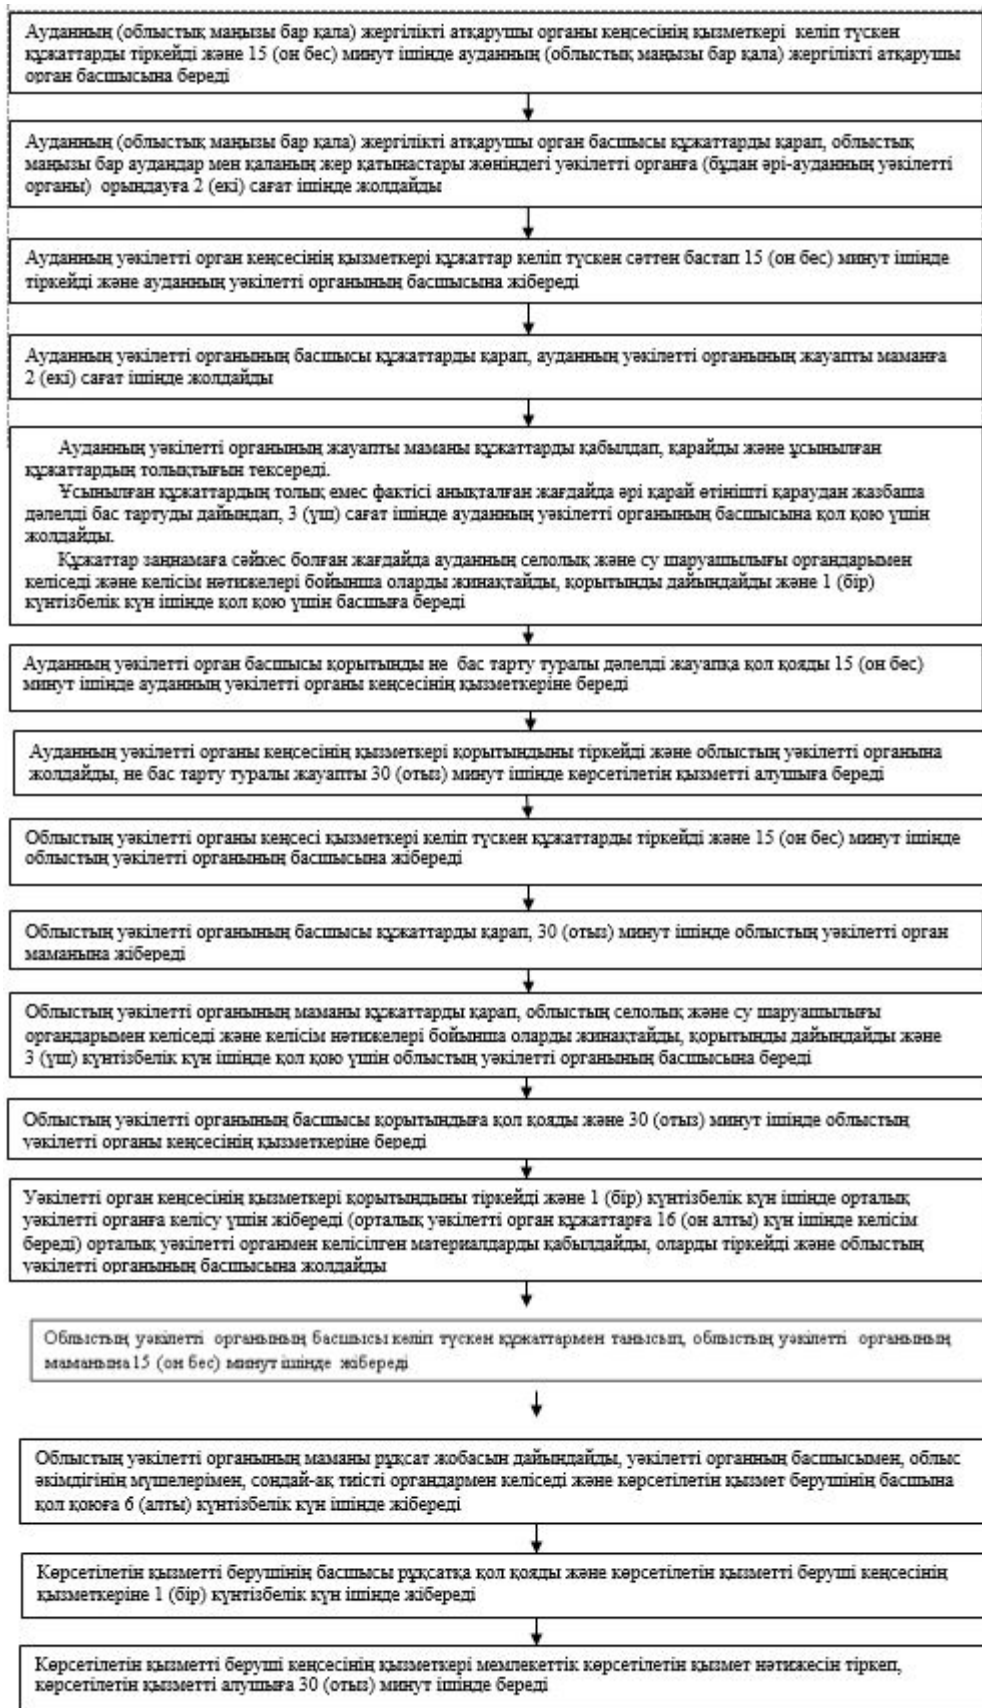 Ауданның (облыстық маңызы бар қала) жергілікті атқарушы органы кеңсесінің қызметкері келіп түскен
құжаттарды тіркейді және 15 (он бес) минут ішінде ауданның (облыстық маңызы бар қала) жергілікті атқарушы
орган басшысына береді
Ауданның (облыстық маңызы бар қала) жергілікті атқарушы орган басшысы құжаттарды қарап, облыстық
маңызы бар аудандар мен қаланың жер қатынастары жөніндегі уәкілетті органға (бұдан әрі-ауданның уәкілетті
органы) орындауға 2 (екі) сағат ішінде жолдайды
Ауданның уәкілетті орган кеңсесінің қызметкері құжаттар келіп түскен сәттен бастап 15 (он бес) минут ішінде
тіркейді және ауданның уәкілетті органының басшысына жібереді
Ауданның уәкілетті органының басшысы құжаттарды қарап, ауданның уәкілетті органының жауапты маманға
2 (екі) сағат ішінде жолдайды
Ауданның уәкілетті органының жауапты маманы құжаттарды қабылдап, қарайды және ұсынылған
құжаттардың толықтығын тексереді.
Ұсынылған құжаттардың толық емес фактісі анықталған жағдайда әрі қарай өтінішті қараудан жазбаша
дәлелді бас тартуды дайындап, 3 (үш) сағат ішінде ауданның уәкілетті органының басшысына қол қою үшін
жолдайды.
Құжаттар заңнамаға сәйкес болған жағдайда ауданның селолық және су шаруашылығы органдарымен
келіседі және келісім нәтижелері бойынша оларды жинақтайды, қорытынды дайындайды және 1 (бір)
күнтізбелік күн ішінде қол қою үшін басшыға береді
Ауданның уәкілетті орган басшысы қорытынды не бас тарту туралы дәлелді жауапқа қол қояды 15 (он бес)
минут ішінде ауданның уәкілетті органы кеңсесінің қызметкеріне береді
Ауданның уәкілетті органы кеңсесінің қызметкері қорытындыны тіркейді және облыстың уәкілетті органына
жолдайды, не бас тарту туралы жауапты 30 (отыз) минут ішінде көрсетілетін қызметті алушыға береді
Облыстың уәкілетті органы кеңсесі қызметкері келіп түскен құжаттарды тіркейді және 15 (он бес) минут ішінде
облыстың уәкілетті органының басшысына жібереді
Облыстың уәкілетті органының басшысы құжаттарды қарап, 30 (отыз) минут ішінде облыстың уәкілетті орган
маманына жібереді
Облыстың уәкілетті органының маманы құжаттарды қарап, облыстың селолық және су шаруашылығы
органдарымен келіседі және келісім нәтижелері бойынша оларды жинақтайды, қорытынды дайындайды және
3 (үш) күнтізбелік күн ішінде қол қою үшін облыстың уәкілетті органының басшысына береді
Облыстың уәкілетті органының басшысы қорытындыға қол қояды және 30 (отыз) минут ішінде облыстың
уәкілетті органы кеңсесінің қызметкеріне береді
Уәкілетті орган кеңсесінің қызметкері қорытындыны тіркейді және 1 (бір) күнтізбелік күн ішінде орталық
уәкілетті органға келісу үшін жібереді (орталық уәкілетті орган құжаттарға 16 (он алты) күн ішінде келісім
береді) орталық уәкілетті органмен келісілген материалдарды қабылдайды, оларды тіркейді және облыстың
уәкілетті органының басшысына жолдайды
Облыстың уәкілетті органының басшысы келіп түскен құжаттармен танысып, облыстың уәкілетті органының
маманына 15 (он бес) минут ішінде жібереді
Облыстың уәкілетті органының маманы рұқсат жобасын дайындайды, уәкілетті органның басшысымен, облыс
әкімдігінің мүшелерімен, сондай-ақ тиісті органдармен келіседі және көрсетілетін қызмет берушінің басшына
қол қоюға 6 (алты) күнтізбелік күн ішінде жібереді
Көрсетілетін қызметті берушінің басшысы рұқсатқа қол қояды және көрсетілетін қызметті беруші кеңсесінің
қызметкеріне 1 (бір) күнтізбелік күн ішінде жібереді
Көрсетілетін қызметті беруші кеңсесінің қызметкері мемлекеттік көрсетілетін қызмет нәтижесін тіркеп,
көрсетілетін қызметті алушыға 30 (отыз) минут ішінде береді